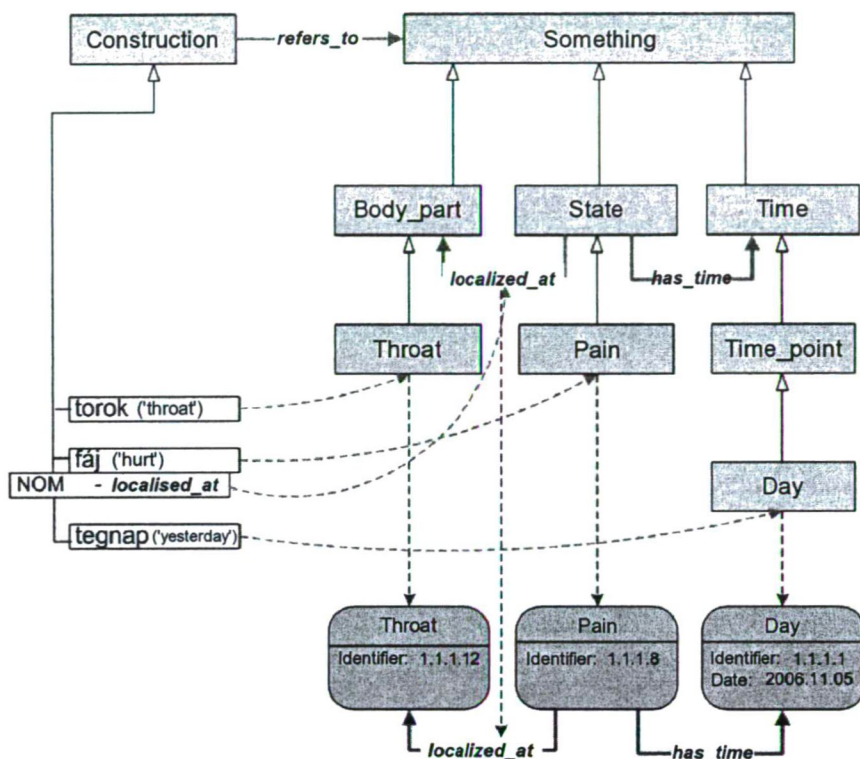 Construction
refers_to
Something
Body_part
State
Time
localized_at
has_time
Throat
Pain
Time_point
torok ('throat')
fáj ('hurt')
NOM - localised_at
Day
tegnap ('yesterday')
Throat
Pain
Day
Identifier: 1.1.1.12
Identifier: 1.1.1.8
Identifier: 1.1.1.1
Date: 2006.11.05
localized_at
has_time